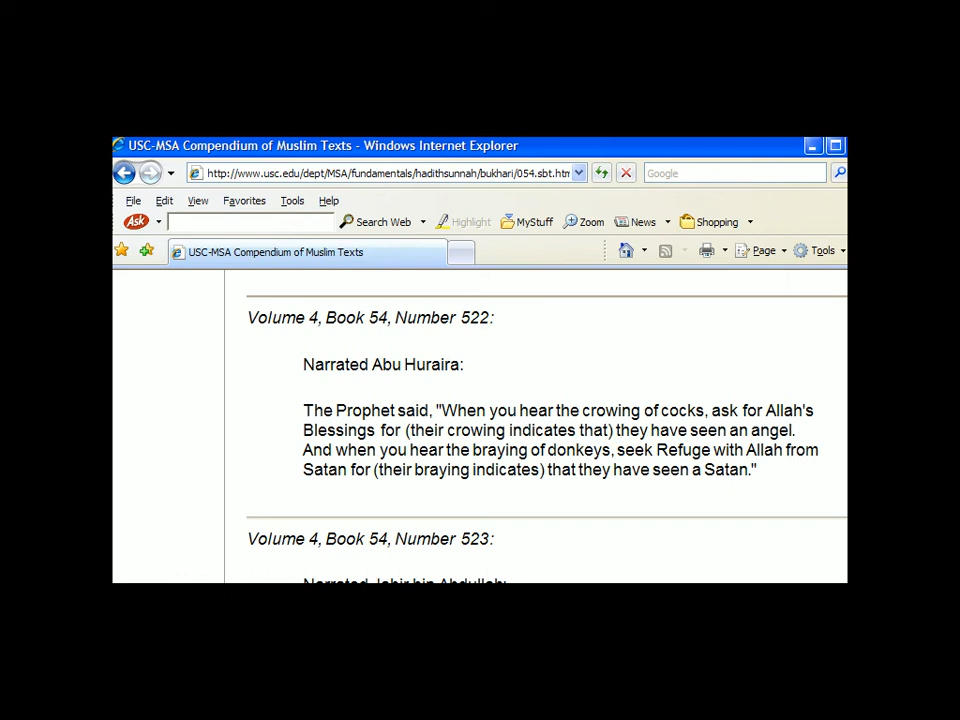 USC-MSA Compendium of Muslim Texts - Windows Internet Explorer
http://www.usc.edu/dept/MSA/fundamentals/hadithsunnah/bukhari/054.sbt.htm
Google
File Edit View Favorites Tools Help
Ask Search Web Highlight MyStuff Zoom News Shopping
USC-MSA Compendium of Muslim Texts Page Tools
Volume 4, Book 54, Number 522:
Narrated Abu Huraira:
The Prophet said, "When you hear the crowing of cocks, ask for Allah's
Blessings for (their crowing indicates that) they have seen an angel.
And when you hear the braying of donkeys, seek Refuge with Allah from
Satan for (their braying indicates) that they have seen a Satan."
Volume 4, Book 54, Number 523:
Narrated Jabir bin Abdullah: